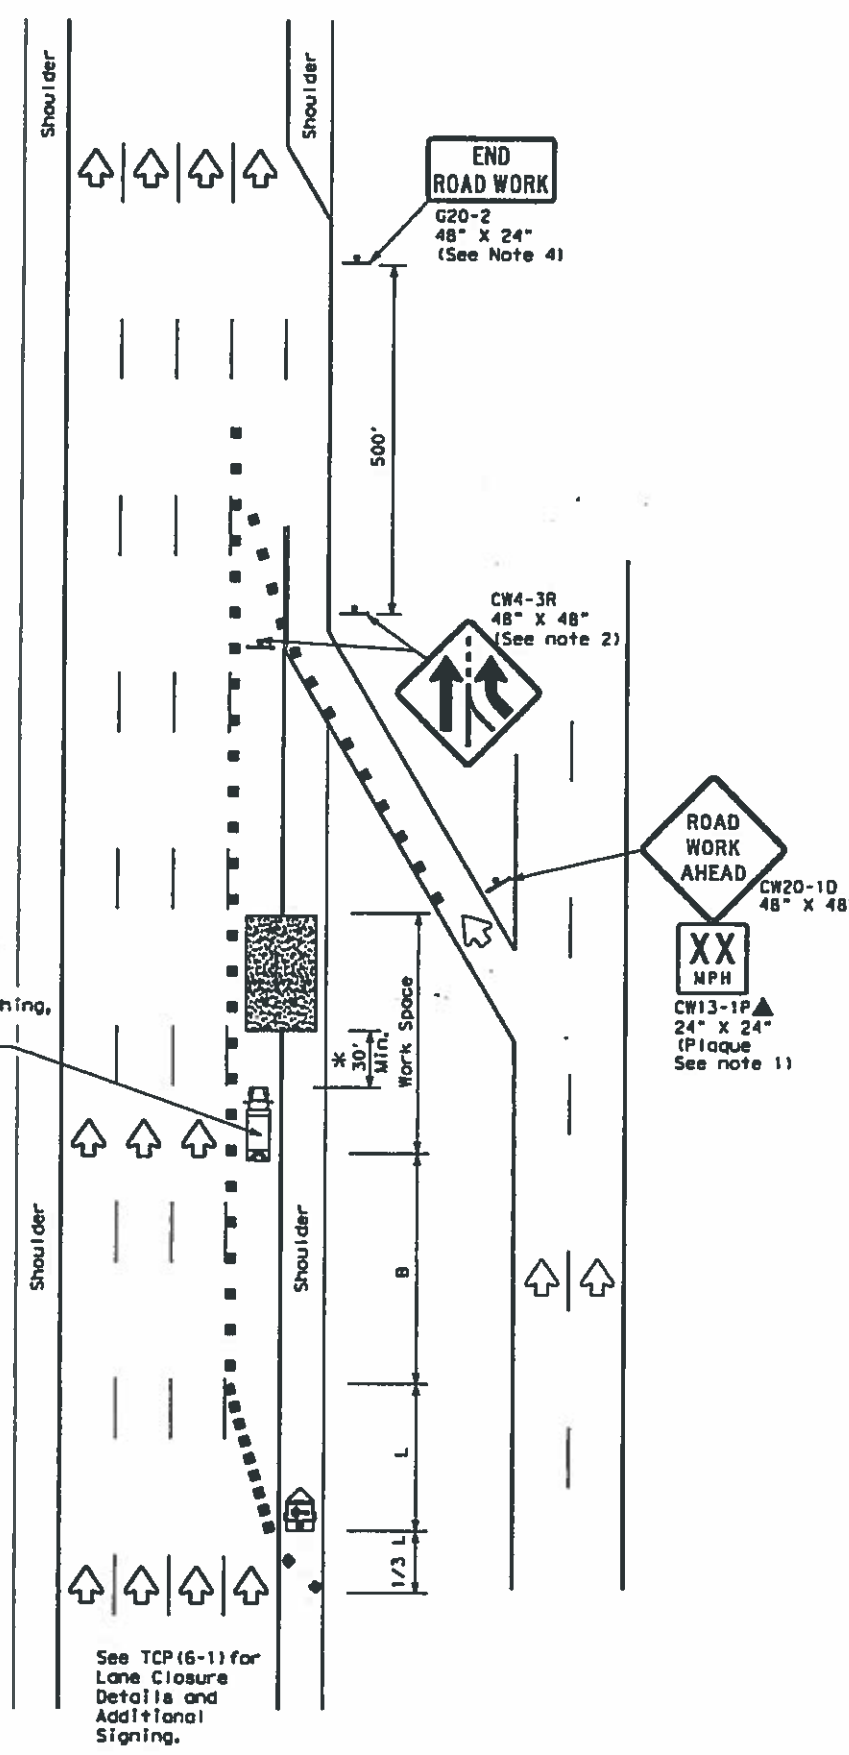 Shoulder
Shoulder
END
ROAD WORK
G20-2
48" X 24"
(See Note 4)
500'
CW4-3R
48" X 48"
(See note 2)
ROAD
WORK
AHEAD
CW20-1D
48" X 48
XX
MPH
CW13-1P
24" X 24"
(Plaque
See note 1)
hing,
*
30'
Min.
Work Space
Shoulder
Shoulder
B
L
1/3 L
See TCP(6-1)for
Lane Closure
Details and
Additional
Signing.